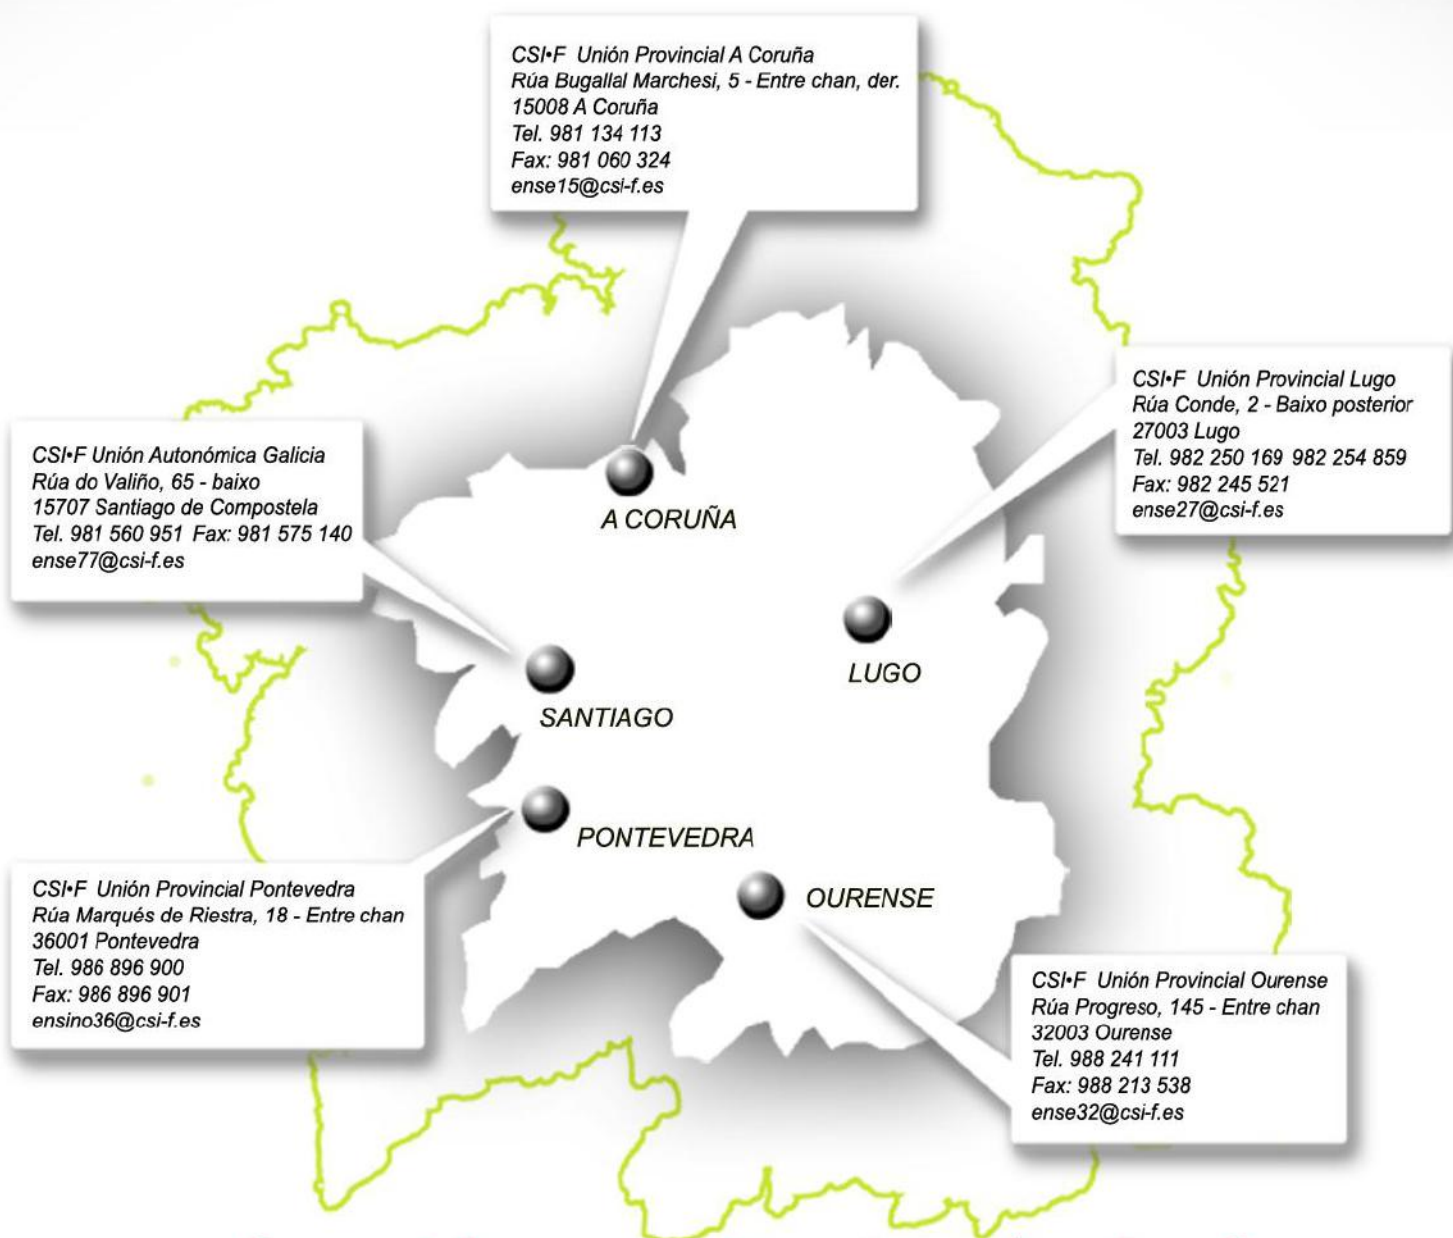 CSI•F Unión Provincial A Coruña
Rúa Bugallal Marchesi, 5 - Entre chan, der.
15008 A Coruña
Tel. 981 134 113
Fax: 981 060 324
ense15@csi-f.es
CSI•F Unión Provincial Lugo
Rúa Conde, 2 - Baixo posterior
27003 Lugo
Tel. 982 250 169 982 254 859
Fax: 982 245 521
ense27@csi-f.es
CSI•F Unión Autonómica Galicia
Rúa do Valiño, 65 - baixo
15707 Santiago de Compostela
Tel. 981 560 951 Fax: 981 575 140
ense77@csi-f.es
A CORUÑA
LUGO
SANTIAGO
PONTEVEDRA
OURENSE
CSI•F Unión Provincial Pontevedra
Rúa Marqués de Riestra, 18 - Entre chan
36001 Pontevedra
Tel. 986 896 900
Fax: 986 896 901
ensino36@csi-f.es
CSI•F Unión Provincial Ourense
Rúa Progreso, 145 - Entre chan
32003 Ourense
Tel. 988 241 111
Fax: 988 213 538
ense32@csi-f.es